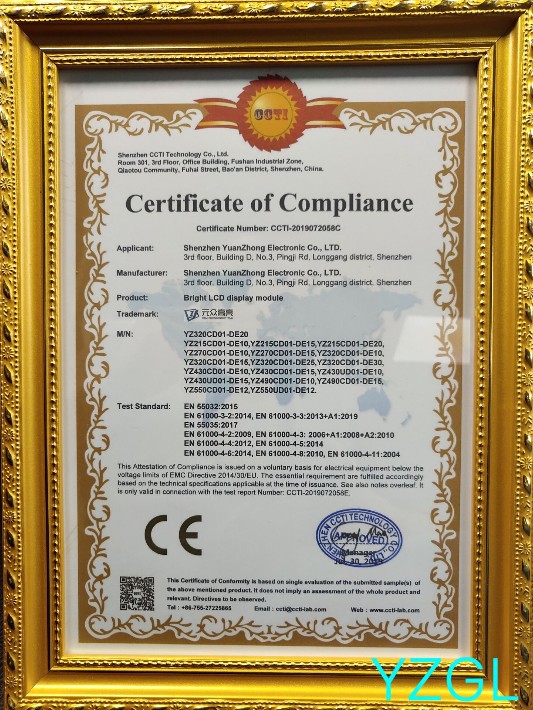 CCTI
Shenzhen CCTI Technology Co., Ltd.
Room 301, 3rd Floor, Office Building, Fushan Industrial Zone,
Qiaotou Community, Fuhai Street, Bao'an District, Shenzhen, China.
Certificate of Compliance
Certificate Number: CCTI-2019072058C
Applicant: Shenzhen YuanZhong Electronic Co., LTD.
3rd floor, Building D, No.3, Pingji Rd, Longgang district, Shenzhen
Manufacturer: Shenzhen YuanZhong Electronic Co., LTD.
3rd floor, Building D, No.3, Pingji Rd, Longgang district, Shenzhen
Product: Bright LCD display module
Trademark: 元众高亮
M/N: YZ320CD01-DE20
YZ215CD01-DE10,YZ215CD01-DE15,YZ215CD01-DE20,
YZ270CD01-DE10,YZ270CD01-DE15,YZ320CD01-DE10,
YZ320CD01-DE15,YZ320CD01-DE25,YZ320CD01-DE30,
YZ430CD01-DE10,YZ430CD01-DE15,YZ430UD01-DE10,
YZ430UD01-DE15,YZ490CD01-DE10,YZ490CD01-DE15,
YZ550CD01-DE12,YZ550UD01-DE12.
Test Standard: EN 55032:2015
EN 61000-3-2:2014, EN 61000-3-3:2013+A1:2019
EN 55035:2017
EN 61000-4-2:2009, EN 61000-4-3: 2006+A1:2008+A2:2010
EN 61000-4-4:2012, EN 61000-4-5:2014
EN 61000-4-6:2014, EN 61000-4-8:2010, EN 61000-4-11:2004
This Attestation of Compliance is issued on a voluntary basis for electrical equipment below the
voltage limits of EMC Directive 2014/30/EU. The essential requirement are fulfilled accordingly
based on the technical specifications applicable at the time of issuance. See also notes overleaf. It
is only valid in connection with the test report Number: CCTI-2019072058E.
CE
SHENZHEN CCTI TECHNOLOGY CO., LTD
APPROVED
Manager
This Certificate of Conformity is based on single evaluation of the submitted sample(s) of
the above mentioned product. It does not imply an assessment of the whole product and
relevant. Directives to be observed.
Tel : +86-755-27225865 Email : ccti@ccti-lab.com Web : www.ccti-lab.com
YZGL